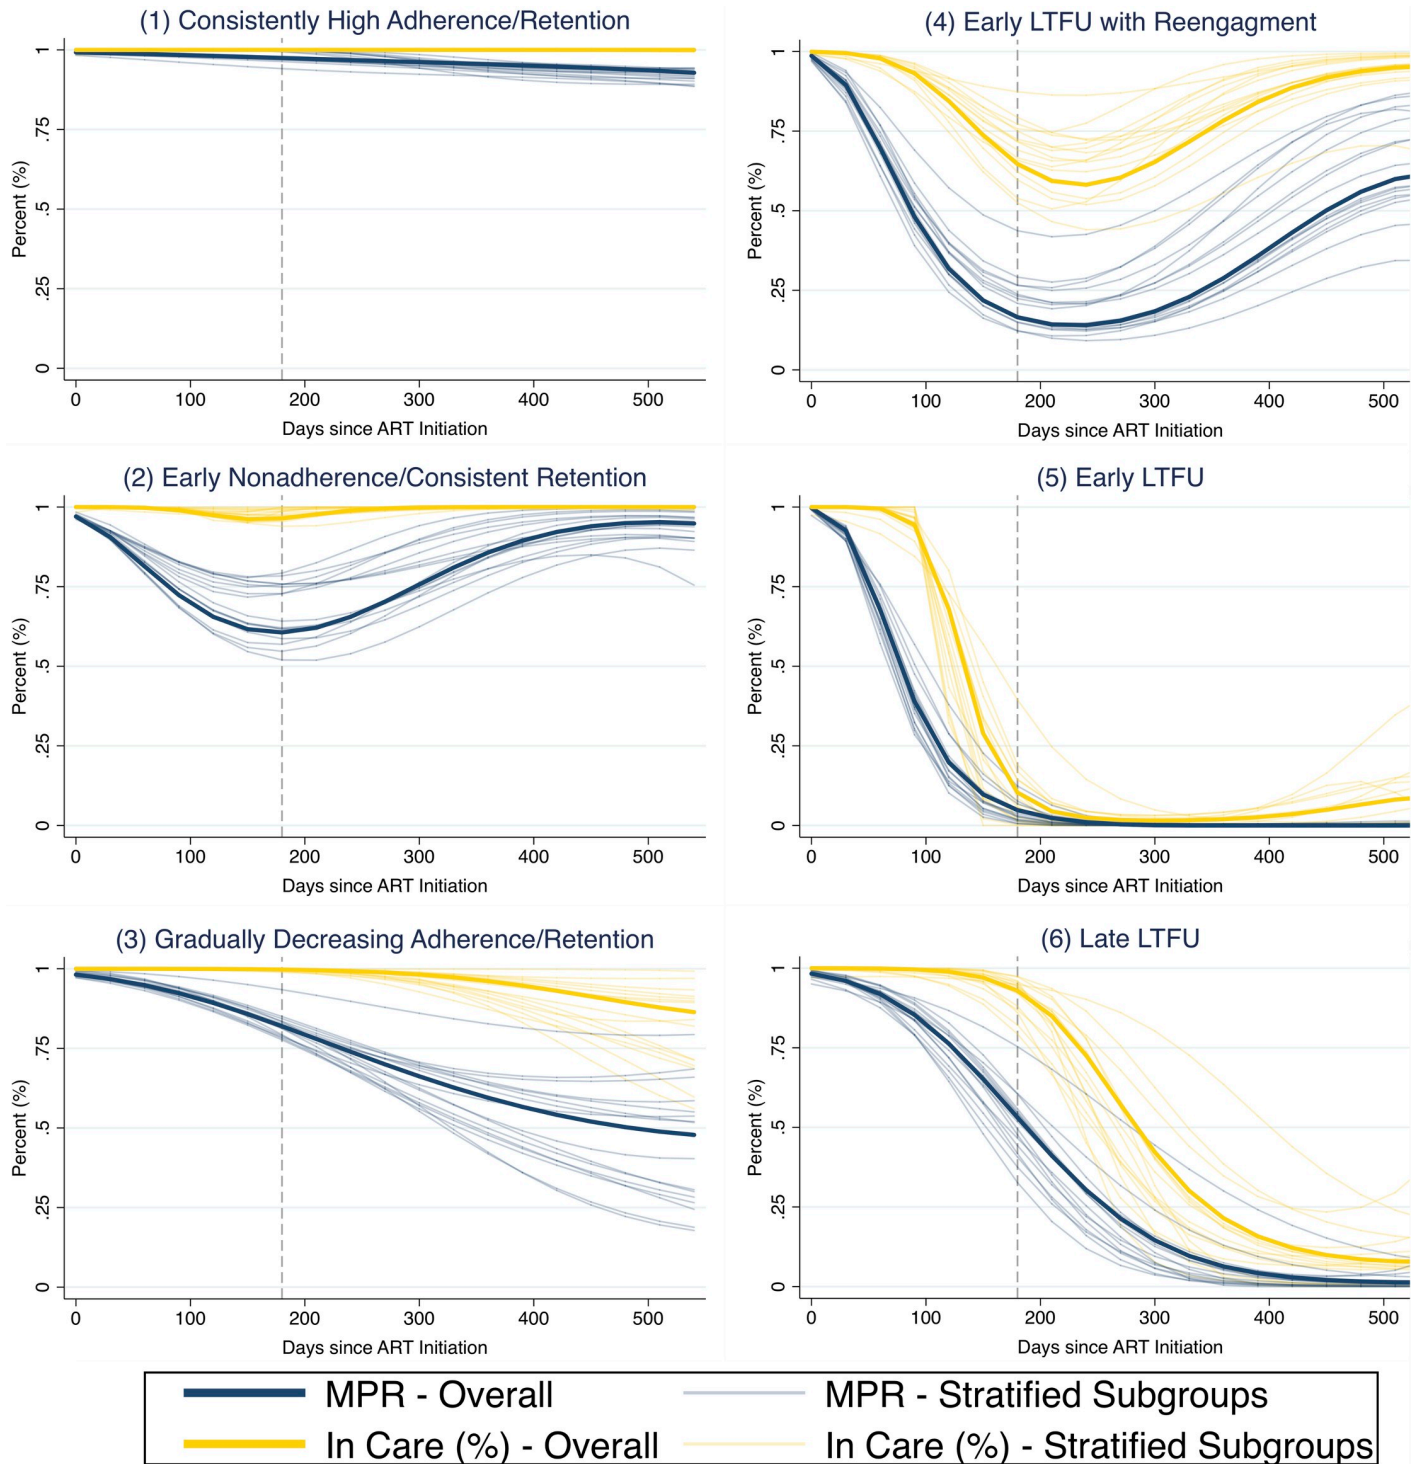 (1) Consistently High Adherence/Retention
1
.75
.5
.25
0
Percent (%)
0 100 200 300 400 500
Days since ART Initiation
(4) Early LTFU with Reengagment
1
.75
.5
.25
0
Percent (%)
0 100 200 300 400 500
Days since ART Initiation
(2) Early Nonadherence/Consistent Retention
1
.75
.5
.25
0
Percent (%)
0 100 200 300 400 500
Days since ART Initiation
(5) Early LTFU
1
.75
.5
.25
0
Percent (%)
0 100 200 300 400 500
Days since ART Initiation
(3) Gradually Decreasing Adherence/Retention
1
.75
.5
.25
0
Percent (%)
0 100 200 300 400 500
Days since ART Initiation
(6) Late LTFU
1
.75
.5
.25
0
Percent (%)
0 100 200 300 400 500
Days since ART Initiation
MPR - Overall
MPR - Stratified Subgroups
In Care (%) - Overall
In Care (%) - Stratified Subgroups